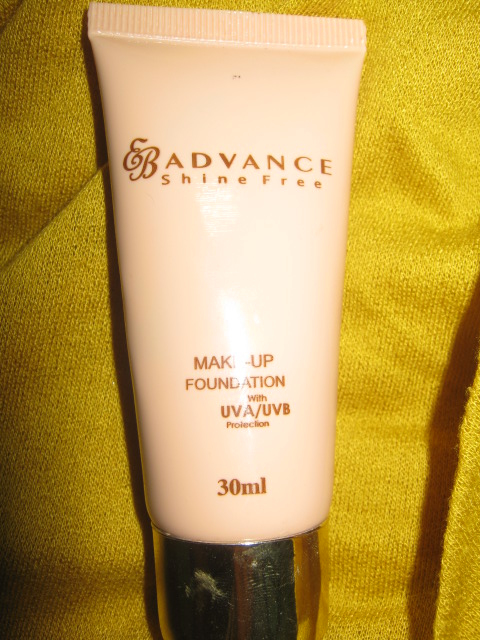 EB ADVANCE
Shine Free
MAKE-UP
FOUNDATION
With
UVA/UVB
Protection
30ml